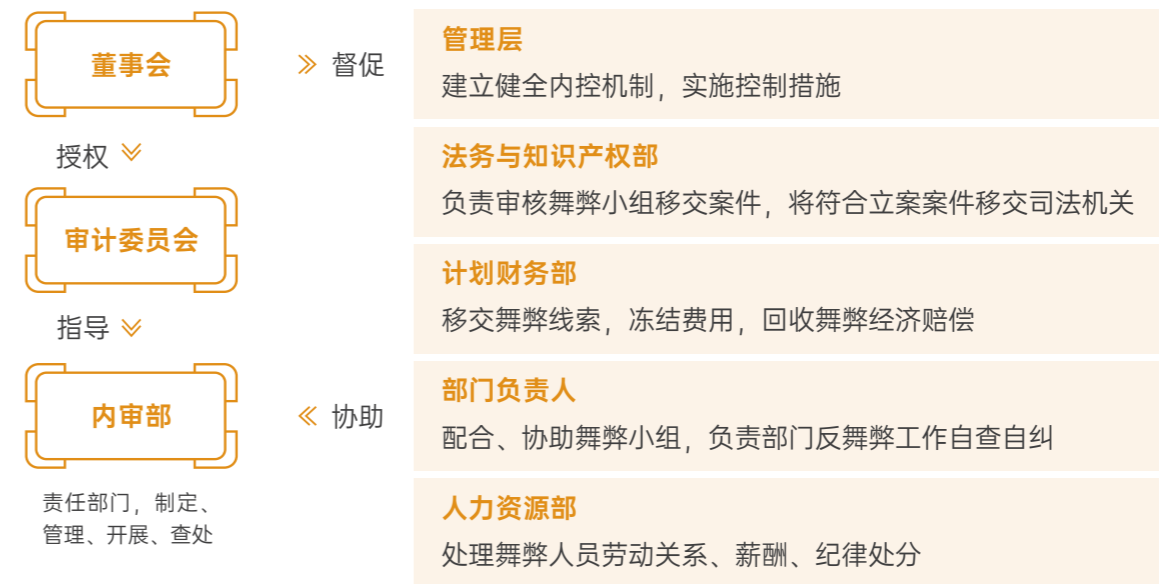 董事会
督促
授权
审计委员会
指导
内审部
协助
责任部门，制定、
管理、开展、查处
管理层
建立健全内控机制，实施控制措施
法务与知识产权部
负责审核舞弊小组移交案件，将符合立案案件移交司法机关
计划财务部
移交舞弊线索，冻结费用，回收舞弊经济赔偿
部门负责人
配合、协助舞弊小组，负责部门反舞弊工作自查自纠
人力资源部
处理舞弊人员劳动关系、薪酬、纪律处分